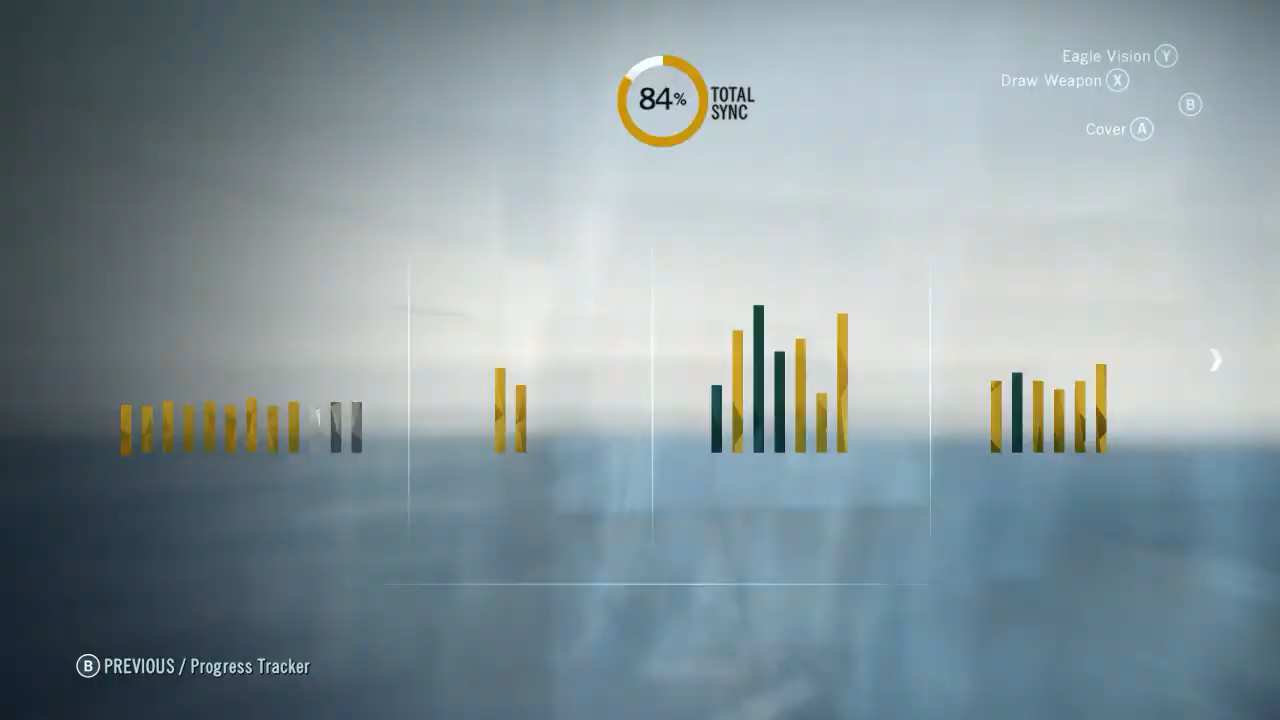 84%
TOTAL
SYNC
Eagle Vision Y
Draw Weapon X
B
Cover A
B PREVIOUS / Progress Tracker